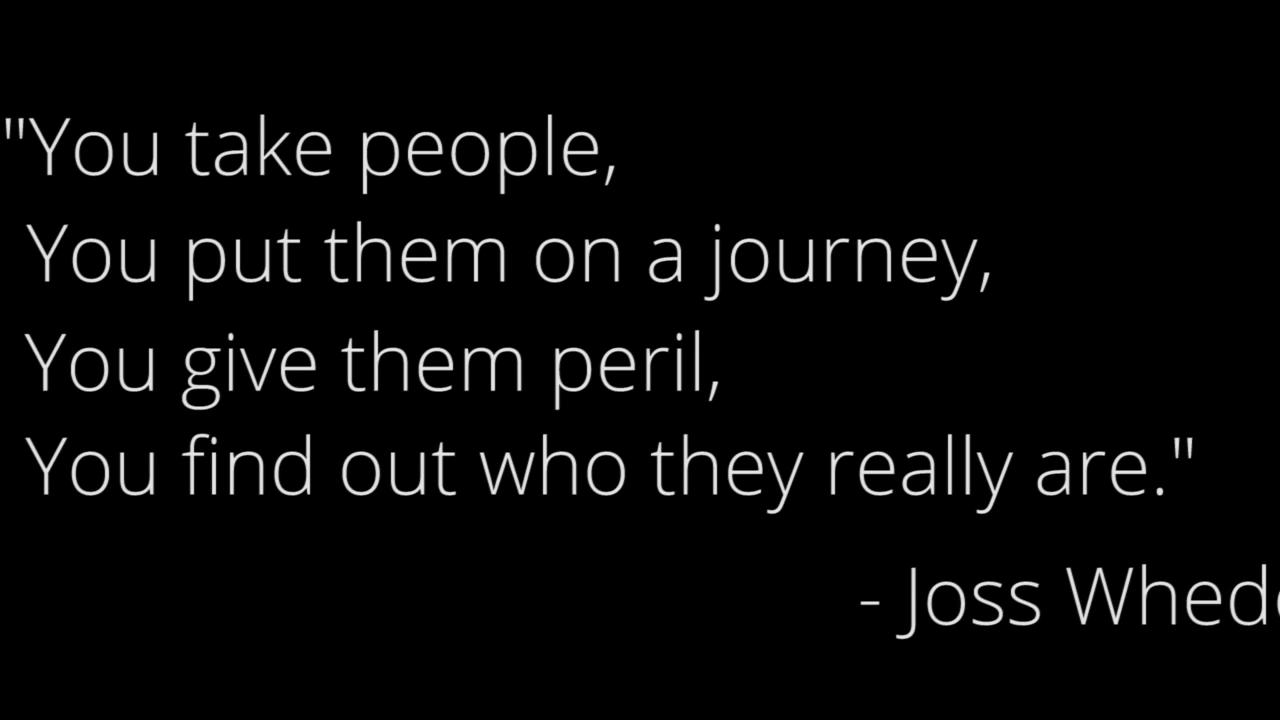 "You take people,
You put them on a journey,
You give them peril,
You find out who they really are."
- Joss